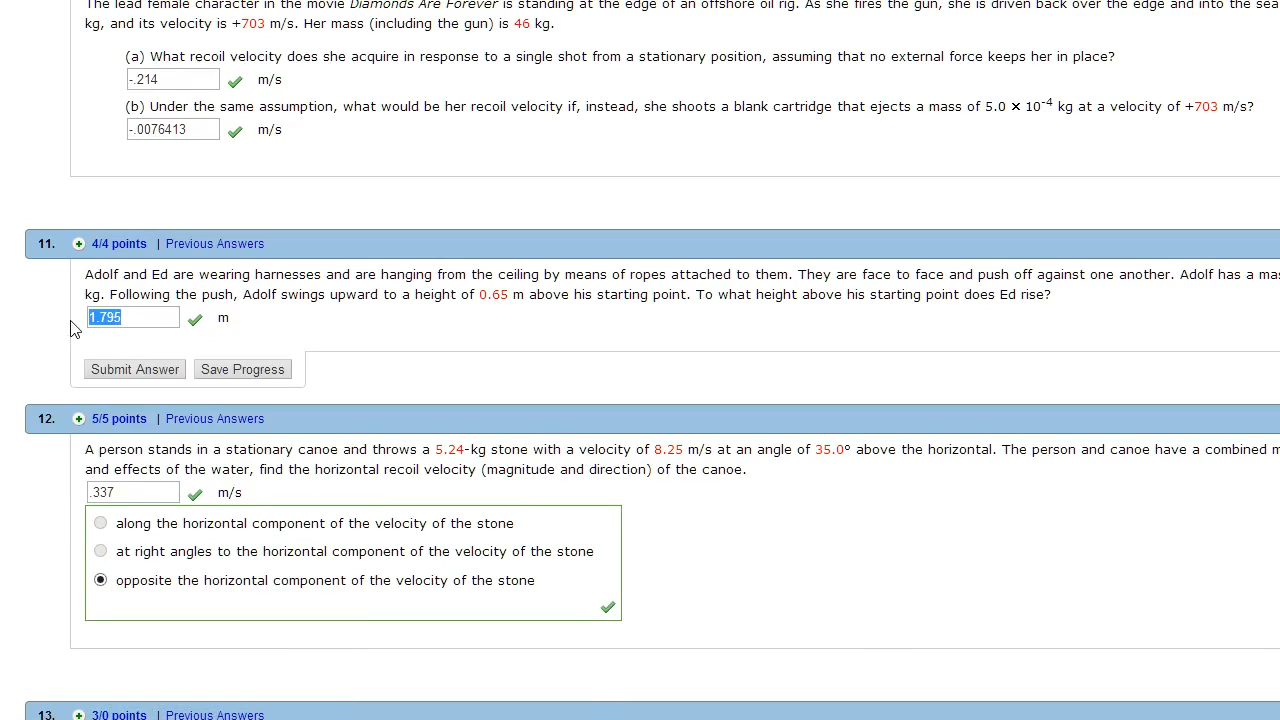 The lead female character in the movie Diamonds Are Forever is standing at the edge of an offshore oil rig. As she fires the gun, she is driven back over the edge and into the sea
kg, and its velocity is +703 m/s. Her mass (including the gun) is 46 kg.
(a) What recoil velocity does she acquire in response to a single shot from a stationary position, assuming that no external force keeps her in place?
-.214 m/s
(b) Under the same assumption, what would be her recoil velocity if, instead, she shoots a blank cartridge that ejects a mass of 5.0 × 10⁻⁴ kg at a velocity of +703 m/s?
-.0076413 m/s
11. 4/4 points | Previous Answers
Adolf and Ed are wearing harnesses and are hanging from the ceiling by means of ropes attached to them. They are face to face and push off against one another. Adolf has a mas
kg. Following the push, Adolf swings upward to a height of 0.65 m above his starting point. To what height above his starting point does Ed rise?
1.795 m
Submit Answer Save Progress
12. 5/5 points | Previous Answers
A person stands in a stationary canoe and throws a 5.24-kg stone with a velocity of 8.25 m/s at an angle of 35.0° above the horizontal. The person and canoe have a combined m
and effects of the water, find the horizontal recoil velocity (magnitude and direction) of the canoe.
.337 m/s
along the horizontal component of the velocity of the stone
at right angles to the horizontal component of the velocity of the stone
opposite the horizontal component of the velocity of the stone
13. 3/0 points | Previous Answers